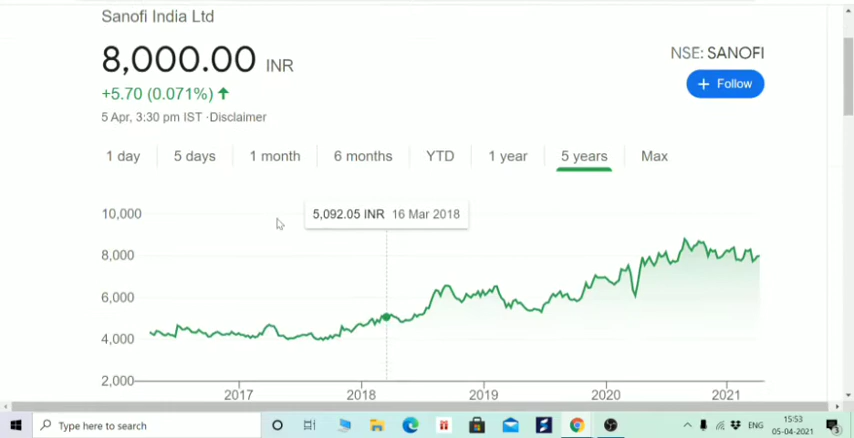 Sanofi India Ltd
8,000.00 INR
NSE: SANOFI
+5.70 (0.071%)
+ Follow
5 Apr, 3:30 pm IST ·Disclaimer
1 day 5 days 1 month 6 months YTD 1 year 5 years Max
10,000
5,092.05 INR 16 Mar 2018
8,000
6,000
4,000
2,000
2017 2018 2019 2020 2021
Type here to search
ENG
15:53
05-04-2021
3